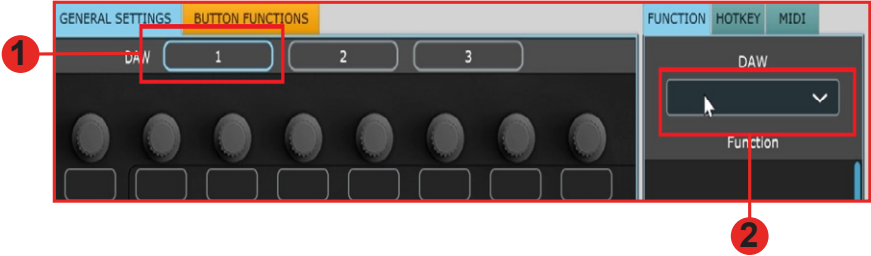 GENERAL SETTINGS BUTTON FUNCTIONS FUNCTION HOTKEY MIDI
1 DAW 1 2 3 DAW
Function
2